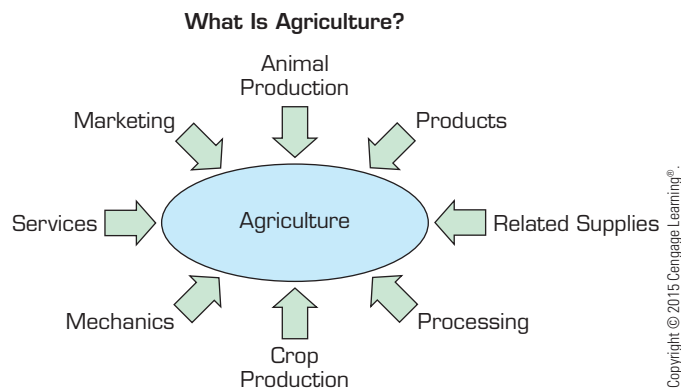 What Is Agriculture?
Animal
Production
Marketing
Products
Services
Agriculture
Related Supplies
Mechanics
Processing
Crop
Production
Copyright © 2015 Cengage Learning®.